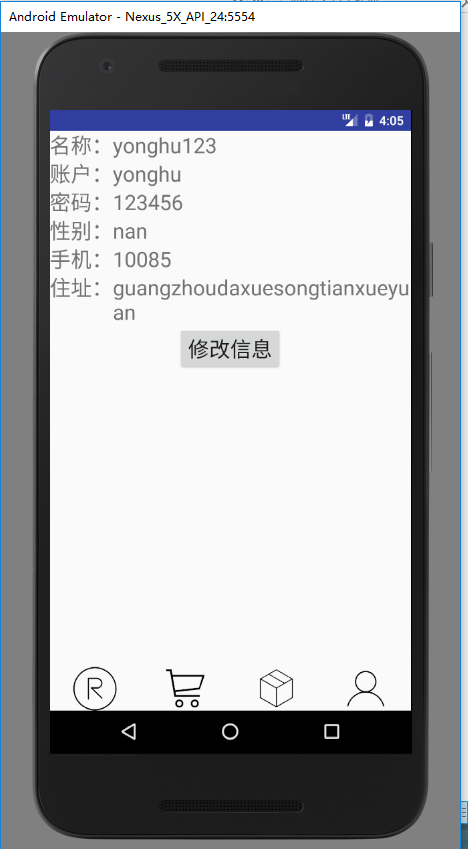 Android Emulator - Nexus_5X_API_24:5554
LTE 4:05
名称：yonghu123
账户：yonghu
密码：123456
性别：nan
手机：10085
住址：guangzhoudaxuesongtianxueyu
an
修改信息
R